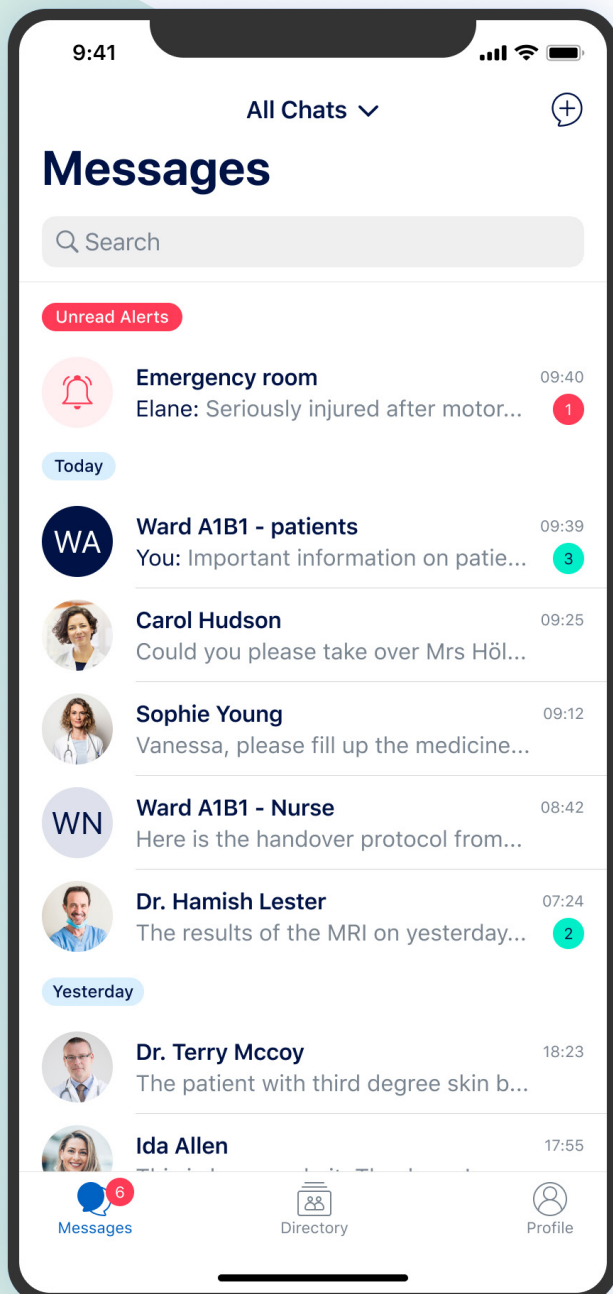 9:41
All Chats
Messages
Search
Unread Alerts
Emergency room 09:40
Elane: Seriously injured after motor... 1
Today
WA
Ward A1B1 - patients 09:39
You: Important information on patie... 3
Carol Hudson 09:25
Could you please take over Mrs Höl...
Sophie Young 09:12
Vanessa, please fill up the medicine...
WN
Ward A1B1 - Nurse 08:42
Here is the handover protocol from...
Dr. Hamish Lester 07:24
The results of the MRI on yesterday... 2
Yesterday
Dr. Terry Mccoy 18:23
The patient with third degree skin b...
Ida Allen 17:55
6
Messages Directory Profile